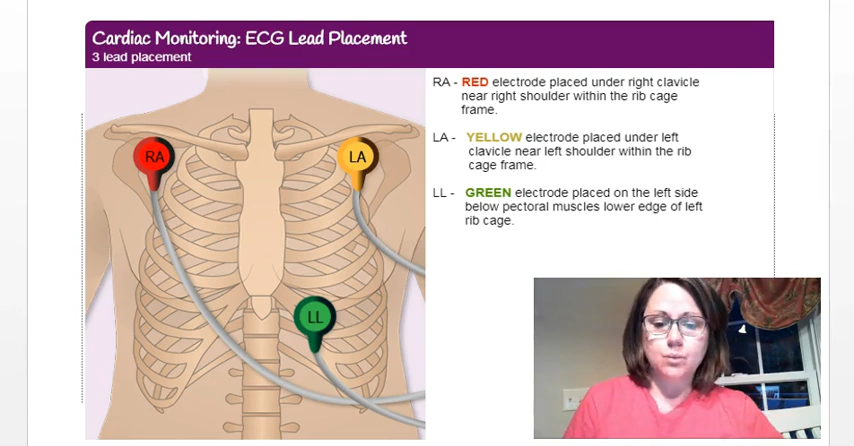 Cardiac Monitoring: ECG Lead Placement
3 lead placement
RA - RED electrode placed under right clavicle
near right shoulder within the rib cage
frame.
LA - YELLOW electrode placed under left
clavicle near left shoulder within the rib
cage frame.
LL - GREEN electrode placed on the left side
below pectoral muscles lower edge of left
rib cage.
RA
LA
LL